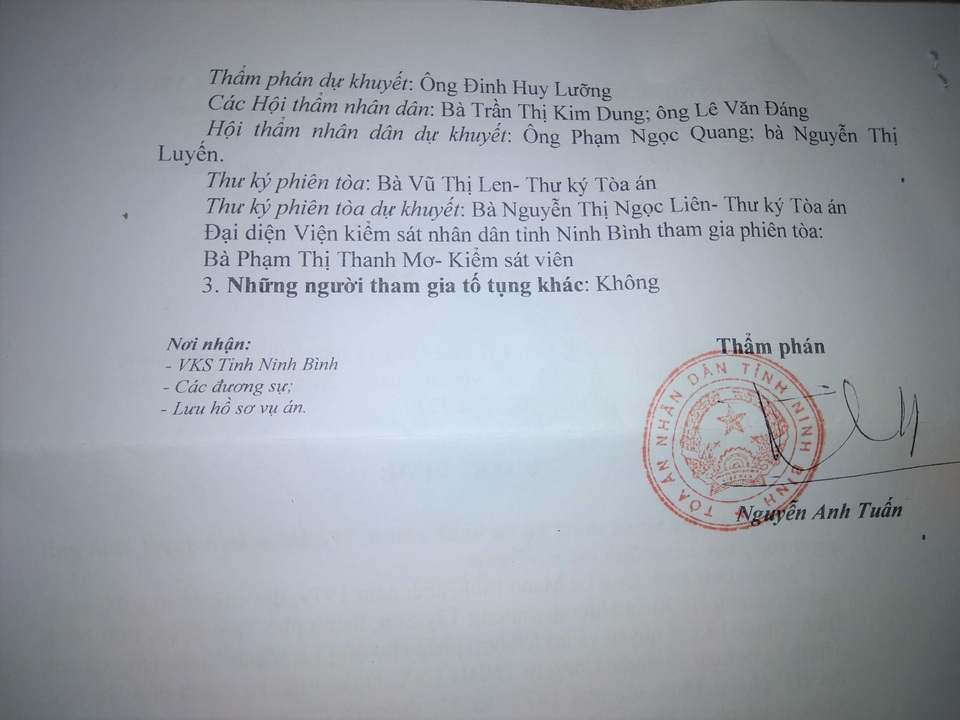 Thẩm phán dự khuyết: Ông Đinh Huy Lưỡng
Các Hội thẩm nhân dân: Bà Trần Thị Kim Dung; ông Lê Văn Đáng
Hội thẩm nhân dân dự khuyết: Ông Phạm Ngọc Quang; bà Nguyễn Thị
Luyến.
Thư ký phiên tòa: Bà Vũ Thị Len- Thư ký Tòa án
Thư ký phiên tòa dự khuyết: Bà Nguyễn Thị Ngọc Liên- Thư ký Tòa án
Đại diện Viện kiểm sát nhân dân tỉnh Ninh Bình tham gia phiên tòa:
Bà Phạm Thị Thanh Mơ- Kiểm sát viên
3. Những người tham gia tố tụng khác: Không
Nơi nhận:
- VKS Tỉnh Ninh Bình
- Các đương sự;
- Lưu hồ sơ vụ án.
Thẩm phán
TÒA ÁN NHÂN DÂN TỈNH NINH BÌNH
Nguyễn Anh Tuấn